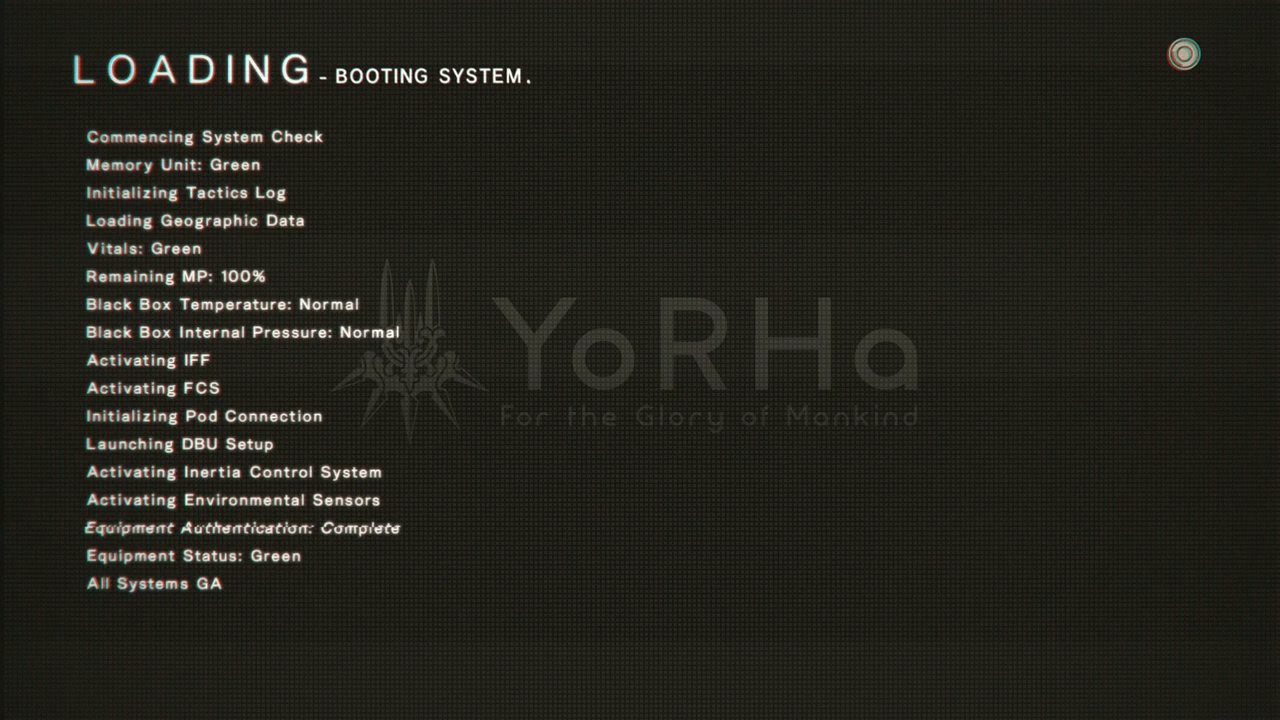 LOADING - BOOTING SYSTEM.
Commencing System Check
Memory Unit: Green
Initializing Tactics Log
Loading Geographic Data
Vitals: Green
Remaining MP: 100%
Black Box Temperature: Normal
Black Box Internal Pressure: Normal
Activating IFF
Activating FCS
Initializing Pod Connection
Launching DBU Setup
Activating Inertia Control System
Activating Environmental Sensors
Equipment Authentication: Complete
Equipment Status: Green
All Systems GA
YoRHa
For the Glory of Mankind